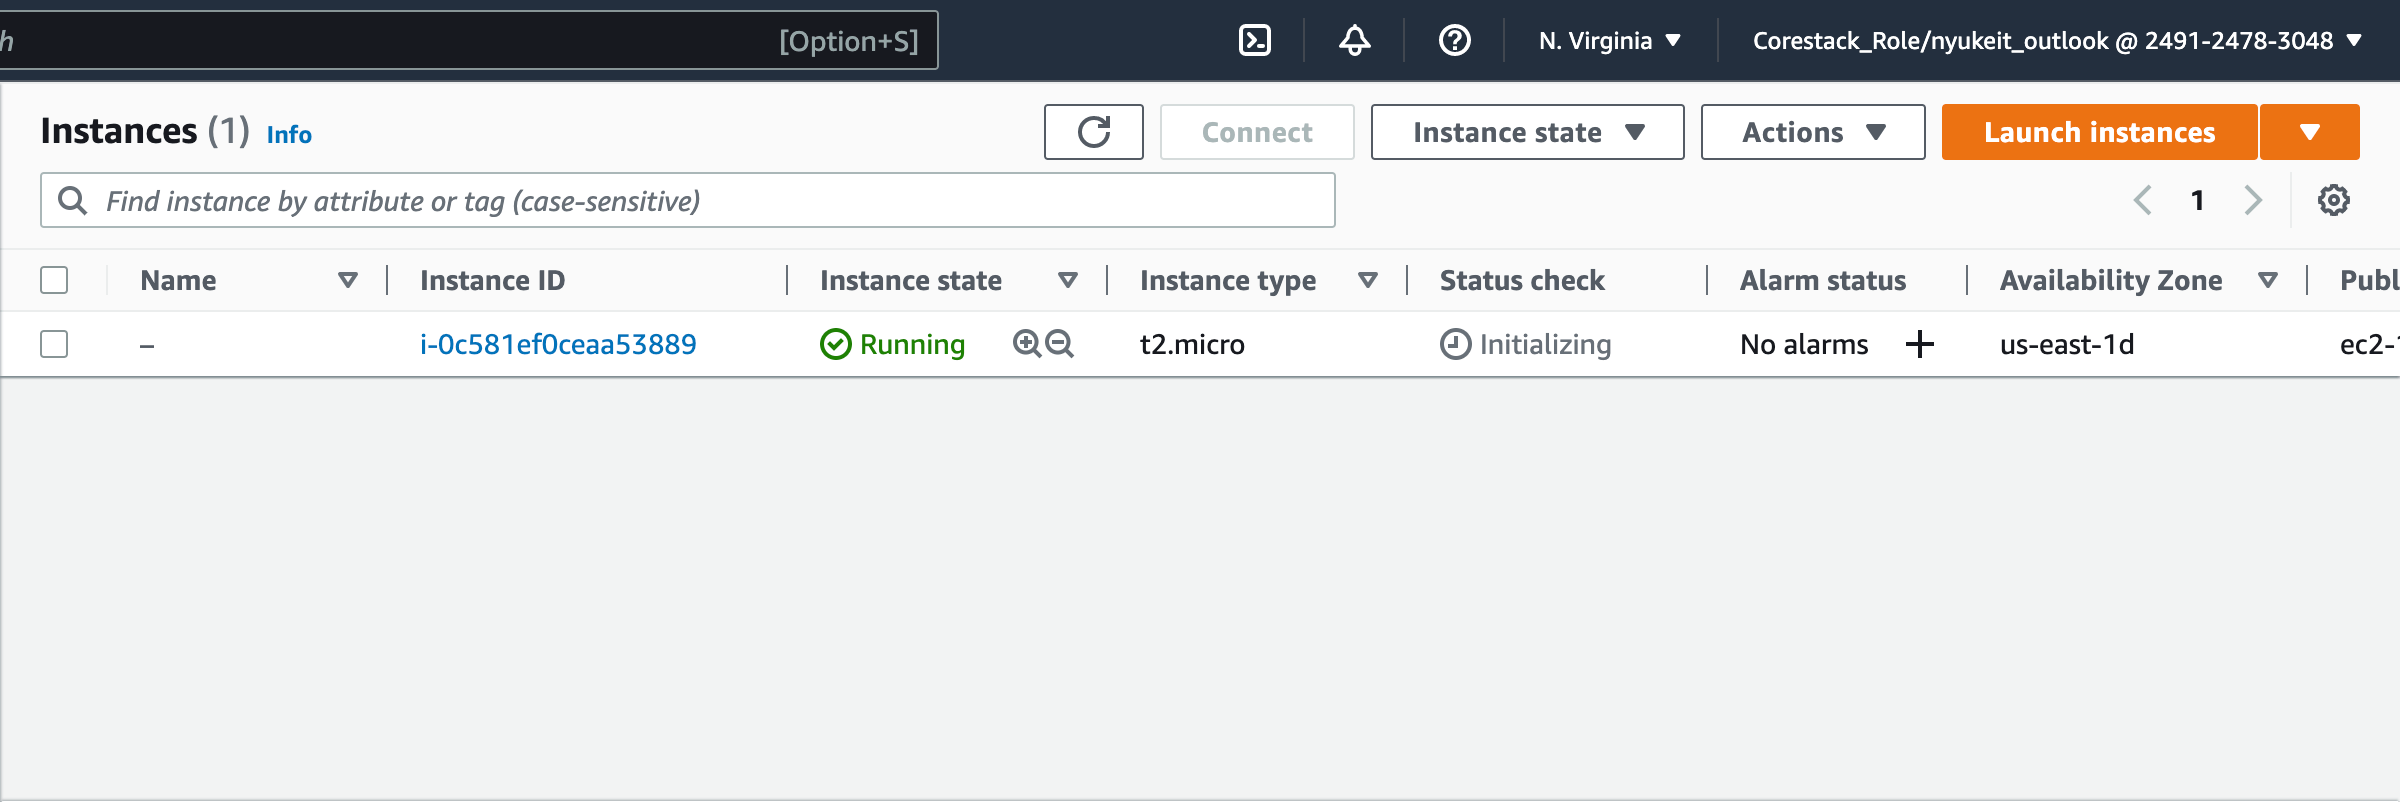 h [Option+S] N. Virginia Corestack_Role/nyukeit_outlook @ 2491-2478-3048
Instances (1) Info Connect Instance state Actions Launch instances
Find instance by attribute or tag (case-sensitive) 1
Name Instance ID Instance state Instance type Status check Alarm status Availability Zone Publ
– i-0c581ef0ceaa53889 Running t2.micro Initializing No alarms + us-east-1d ec2-1